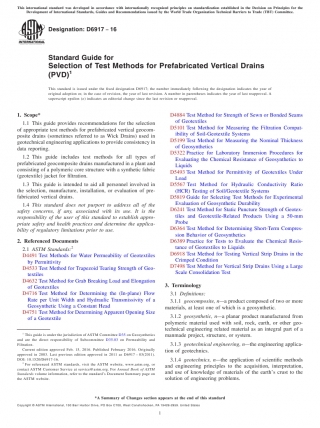 This international standard was developed in accordance with internationally recognized principles on standardization established in the Decision on Principles for the
Development of International Standards, Guides and Recommendations issued by the World Trade Organization Technical Barriers to Trade (TBT) Committee.
Designation: D6917 − 16
Standard Guide for
Selection of Test Methods for Prefabricated Vertical Drains
(PVD)1
This standard is issued under the fixed designation D6917; the number immediately following the designation indicates the year of
original adoption or, in the case of revision, the year of last revision. A number in parentheses indicates the year of last reapproval. A
superscript epsilon (ε) indicates an editorial change since the last revision or reapproval.
1. Scope*
1.1 This guide provides recommendations for the selection
of appropriate test methods for prefabricated vertical geocom-
posite drains (sometimes referred to as Wick Drains) used in
geotechnical engineering applications to provide consistency in
data reporting.
1.2 This guide includes test methods for all types of
prefabricated geocomposite drains manufactured in a plant and
consisting of a polymeric core structure with a synthetic fabric
(geotextile) jacket for filtration.
1.3 This guide is intended to aid all personnel involved in
the selection, manufacture, installation, or evaluation of pre-
fabricated vertical drains.
1.4 This standard does not purport to address all of the
safety concerns, if any, associated with its use. It is the
responsibility of the user of this standard to establish appro-
priate safety and health practices and determine the applica-
bility of regulatory limitations prior to use.
2. Referenced Documents
2.1 ASTM Standards:2
D4491 Test Methods for Water Permeability of Geotextiles
by Permittivity
D4533 Test Method for Trapezoid Tearing Strength of Geo-
textiles
D4632 Test Method for Grab Breaking Load and Elongation
of Geotextiles
D4716 Test Method for Determining the (In-plane) Flow
Rate per Unit Width and Hydraulic Transmissivity of a
Geosynthetic Using a Constant Head
D4751 Test Method for Determining Apparent Opening Size
of a Geotextile
1 This guide is under the jurisdiction of ASTM Committee D35 on Geosynthetics
and are the direct responsibility of Subcommittee D35.03 on Permeability and
Filtration.
Current edition approved Feb. 15, 2016. Published February 2016. Originally
approved in 2003. Last previous edition approved in 2011 as D6917 – 03(2011).
DOI: 10.1520/D6917-16.
2 For referenced ASTM standards, visit the ASTM website, www.astm.org, or
contact ASTM Customer Service at service@astm.org. For Annual Book of ASTM
Standards volume information, refer to the standard's Document Summary page on
the ASTM website.
D4884 Test Method for Strength of Sewn or Bonded Seams
of Geotextiles
D5101 Test Method for Measuring the Filtration Compat-
ibility of Soil-Geotextile Systems
D5199 Test Method for Measuring the Nominal Thickness
of Geosynthetics
D5322 Practice for Laboratory Immersion Procedures for
Evaluating the Chemical Resistance of Geosynthetics to
Liquids
D5493 Test Method for Permittivity of Geotextiles Under
Load
D5567 Test Method for Hydraulic Conductivity Ratio
(HCR) Testing of Soil/Geotextile Systems
D5819 Guide for Selecting Test Methods for Experimental
Evaluation of Geosynthetic Durability
D6241 Test Method for Static Puncture Strength of Geotex-
tiles and Geotextile-Related Products Using a 50-mm
Probe
D6364 Test Method for Determining Short-Term Compres-
sion Behavior of Geosynthetics
D6389 Practice for Tests to Evaluate the Chemical Resis-
tance of Geotextiles to Liquids
D6918 Test Method for Testing Vertical Strip Drains in the
Crimped Condition
D7498 Test Method for Vertical Strip Drains Using a Large
Scale Consolidation Test
3. Terminology
3.1 Definitions:
3.1.1 geocomposite, n—a product composed of two or more
materials, at least one of which is a geosynthetic.
3.1.2 geosynthetic, n—a planar product manufactured from
polymeric material used with soil, rock, earth, or other geo-
technical engineering related material as an integral part of a
manmade project, structure, or system.
3.1.3 geotechnical engineering, n—the engineering applica-
tion of geotechnics.
3.1.4 geotechnics, n—the application of scientific methods
and engineering principles to the acquisition, interpretation,
and use of knowledge of materials of the earth's crust to the
solution of engineering problems.
*A Summary of Changes section appears at the end of this standard
Copyright © ASTM International, 100 Barr Harbor Drive, PO Box C700, West Conshohocken, PA 19428-2959. United States
1